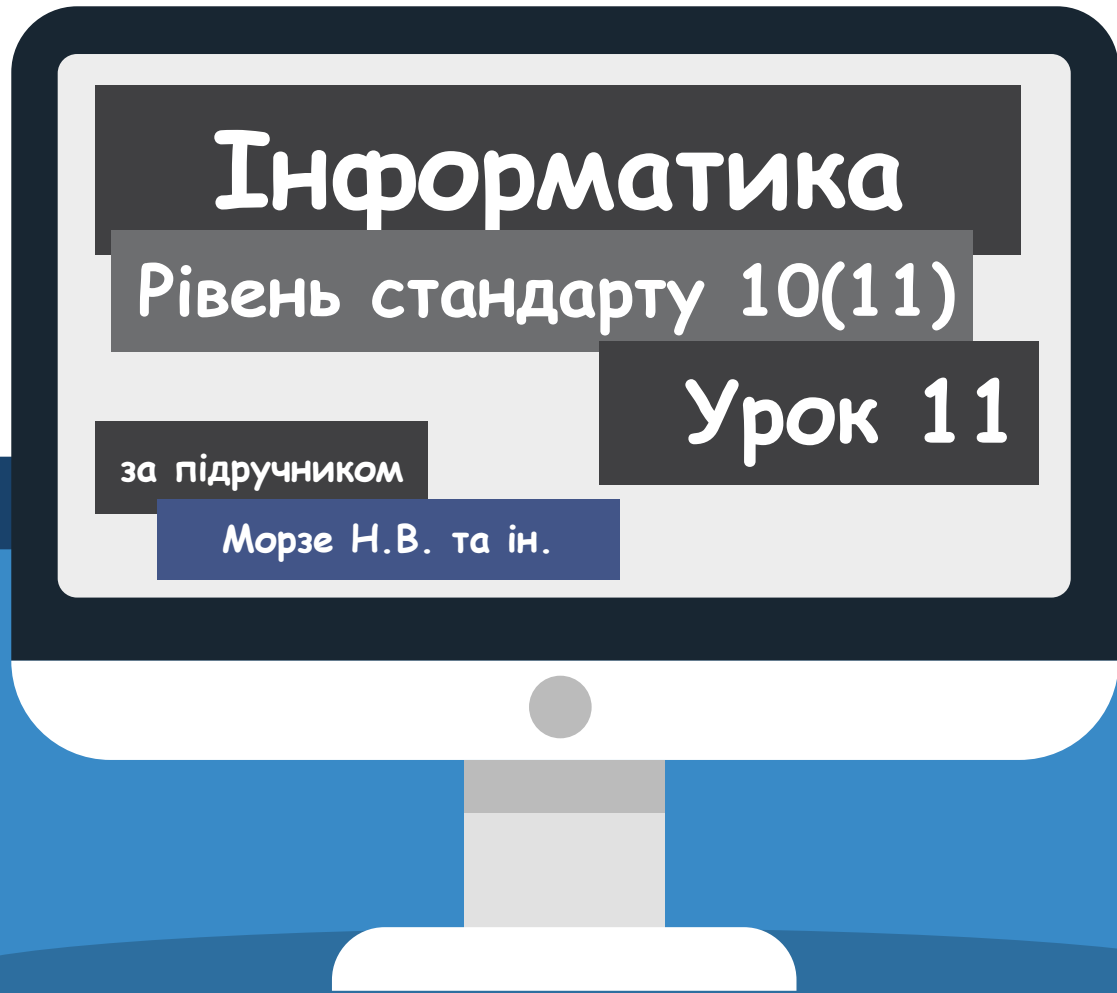 Інформатика
Рівень стандарту 10(11)
Урок 11
за підручником
Морзе Н.В. та ін.